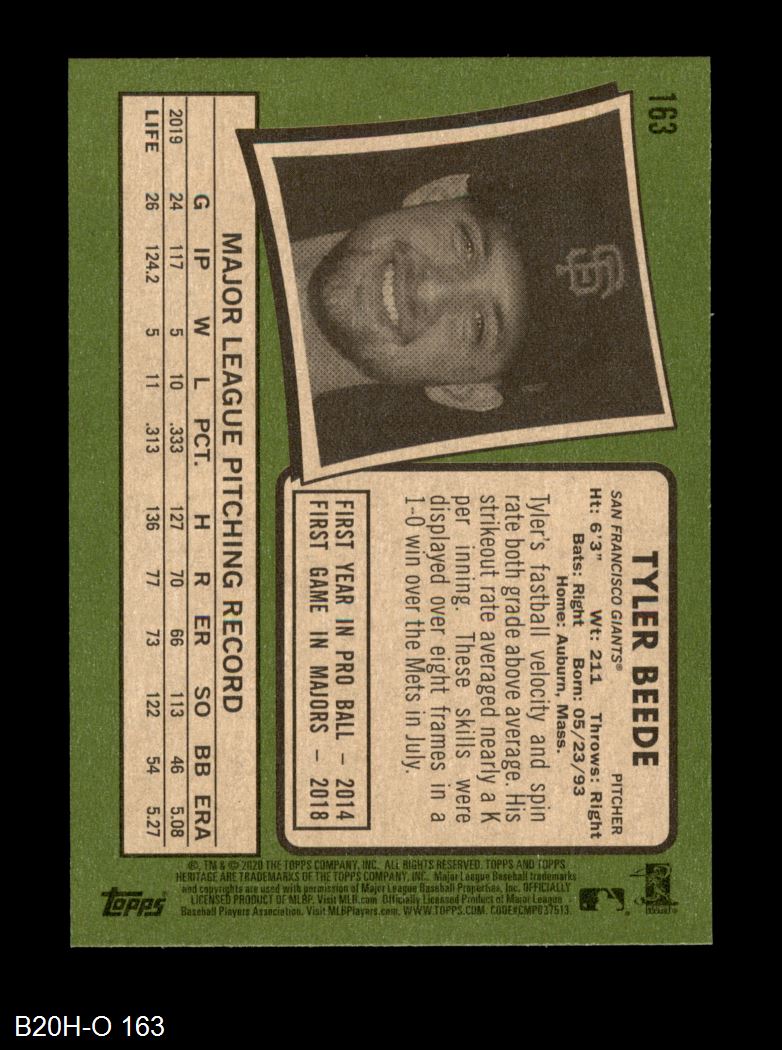 163
TYLER BEEDE
SAN FRANCISCO GIANTS® PITCHER
Ht: 6'3" Wt: 211 Throws: Right
Bats: Right Born: 05/23/93
Home: Auburn, Mass.
Tyler's fastball velocity and spin
rate both grade above average. His
strikeout rate averaged nearly a K
per inning. These skills were
displayed over eight frames in a
1-0 win over the Mets in July.
FIRST YEAR IN PRO BALL – 2014
FIRST GAME IN MAJORS – 2018
MAJOR LEAGUE PITCHING RECORD
G IP W L PCT. H R ER SO BB ERA
2019 24 117 5 10 .333 127 70 66 113 46 5.08
LIFE 26 124.2 5 11 .313 136 77 73 122 54 5.27
®, TM & © 2020 THE TOPPS COMPANY, INC. ALL RIGHTS RESERVED. TOPPS AND TOPPS
HERITAGE ARE TRADEMARKS OF THE TOPPS COMPANY, INC. Major League Baseball trademarks
and copyrights are used with permission of Major League Baseball Properties, Inc. OFFICIALLY
LICENSED PRODUCT OF MLBP. Visit MLB.com Officially Licensed Product of Major League
Baseball Players Association. Visit MLBPlayers.com. WWW.TOPPS.COM. CODE#CMP037513.
Topps
B20H-O 163